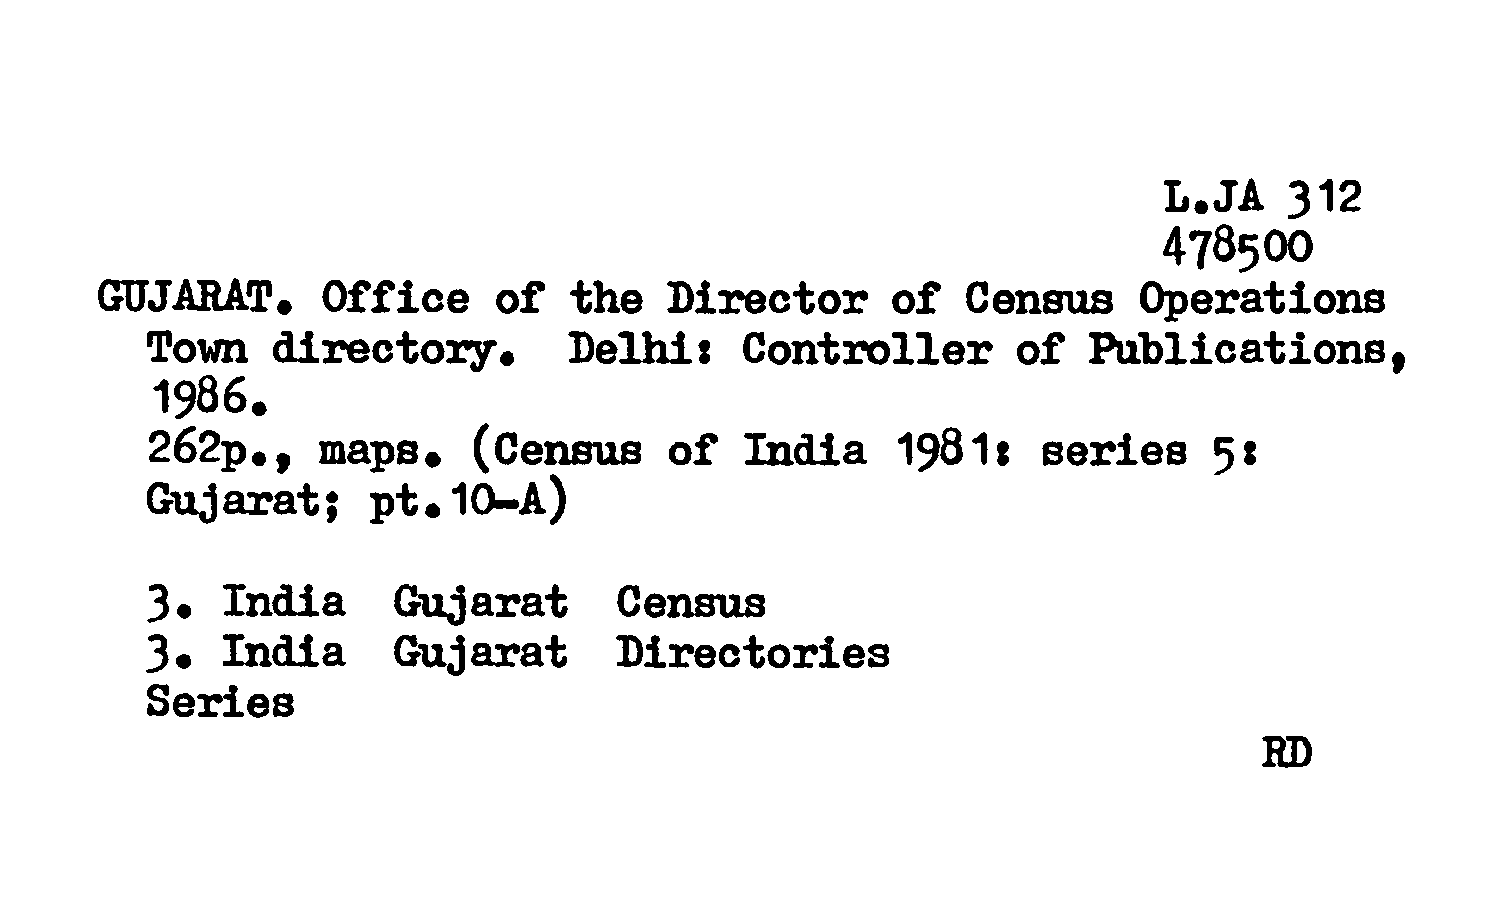 L.JA 312
478500
GUJARAT. Office of the Director of Census Operations
Town directory. Delhi: Controller of Publications,
1986.
262p., maps. (Census of India 1981: series 5:
Gujarat; pt.10-A)
3. India Gujarat Census
3. India Gujarat Directories
Series
RD